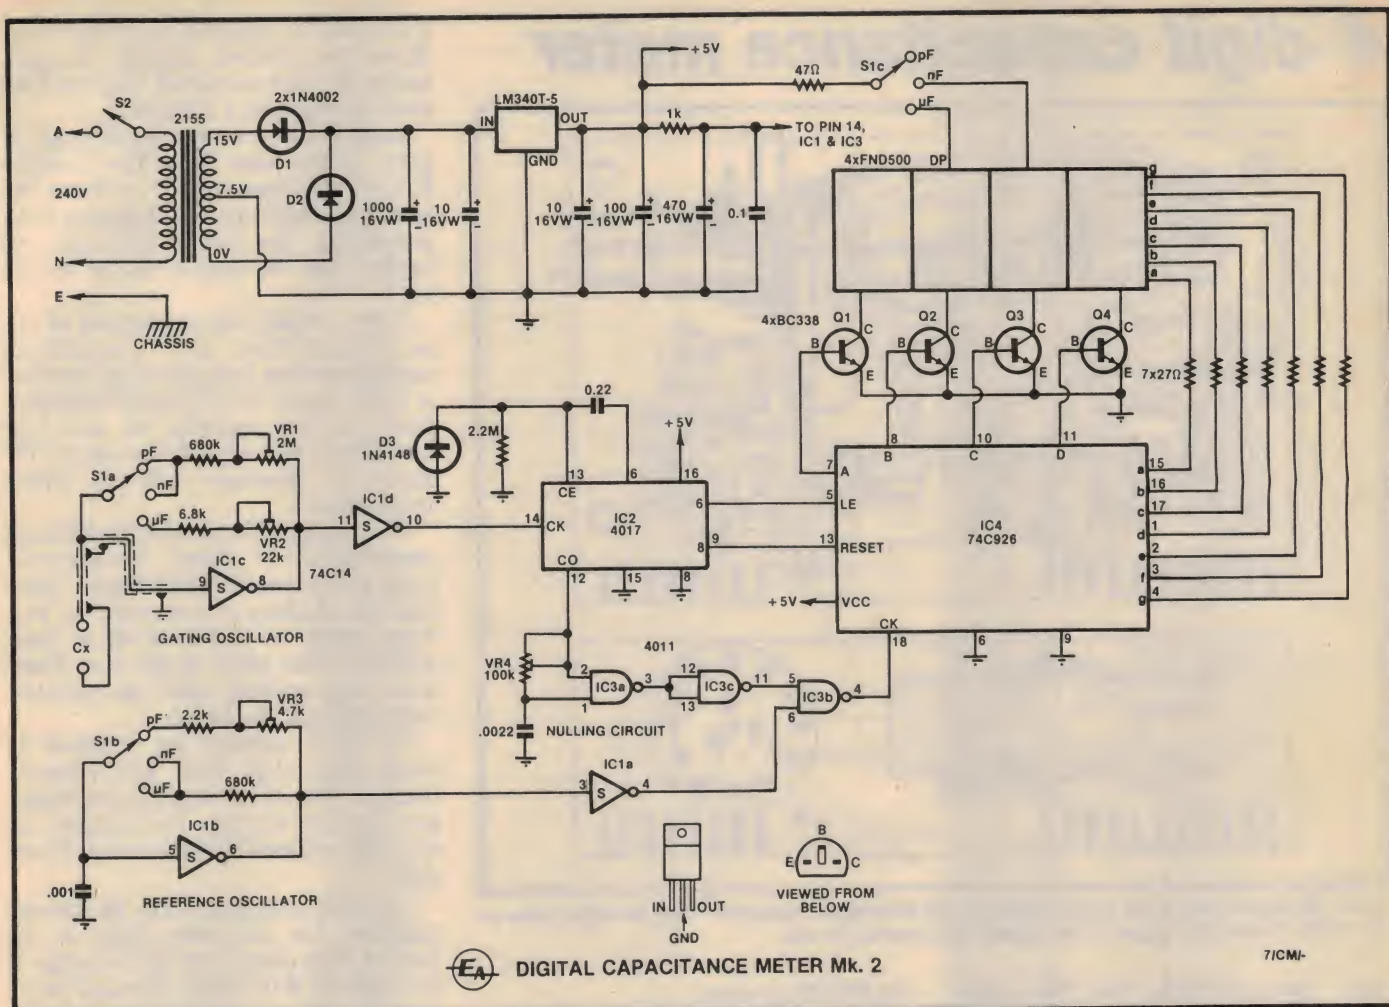 +5V
S1c
pF
nF
µF
47Ω
S2
2155
2x1N4002
LM340T-5
IN
OUT
GND
1k
TO PIN 14,
IC1 & IC3
A
240V
N
E
CHASSIS
15V
7.5V
0V
D1
D2
1000
16VW
+
-
10
16VW
+
-
10
16VW
+
-
100
16VW
+
-
470
16VW
+
-
0.1
4xFND500
DP
g
f
e
d
c
b
a
4xBC338
Q1
Q2
Q3
Q4
B
C
E
B
C
E
B
C
E
B
C
E
7x27Ω
S1a
pF
nF
µF
680k
VR1
2M
6.8k
VR2
22k
IC1c
9
S
8
74C14
GATING OSCILLATOR
Cx
11
S
IC1d
10
D3
1N4148
2.2M
0.22
13
6
+5V
16
CE
14
CK
IC2
4017
6
8
CO
12
15
8
5
9
13
7
8
10
11
A
B
C
D
LE
RESET
IC4
74C926
+5V
VCC
CK
18
6
9
a
15
b
16
c
17
d
1
e
2
f
3
g
4
VR4
100k
.0022
2
1
IC3a
3
4011
12
13
IC3c
11
5
6
IC3b
4
NULLING CIRCUIT
S1b
pF
nF
µF
2.2k
VR3
4.7k
680k
IC1b
5
S
6
.001
REFERENCE OSCILLATOR
IC1a
3
S
4
IN
OUT
GND
B
E
C
VIEWED FROM
BELOW
EA
DIGITAL CAPACITANCE METER Mk. 2
7/CM/-